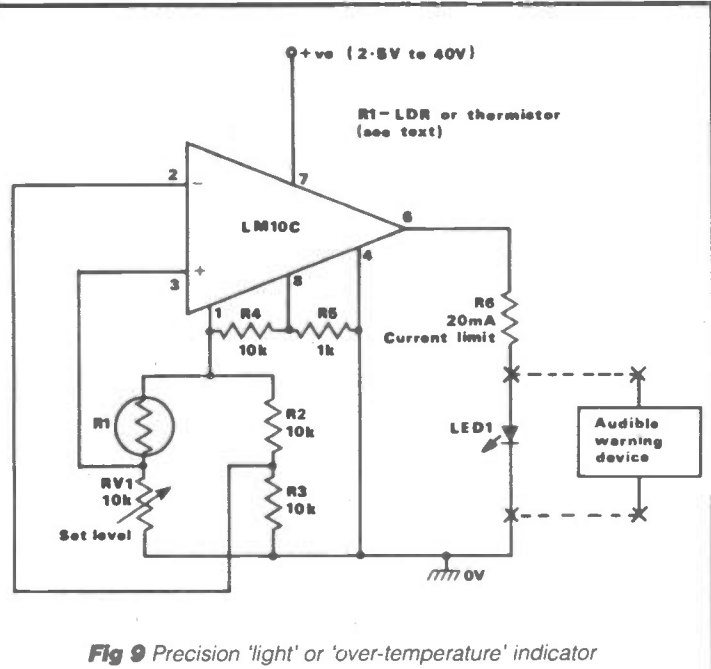 +ve (2·5V to 40V)
R1-LDR or thermistor
(see text)
2
-
7
LM10C
6
4
+
3
8
1
R4
10k
R5
1k
R6
20mA
Current limit
R1
R2
10k
LED1
Audible
warning
device
RV1
10k
R3
10k
Set level
0V
Fig 9 Precision 'light' or 'over-temperature' indicator